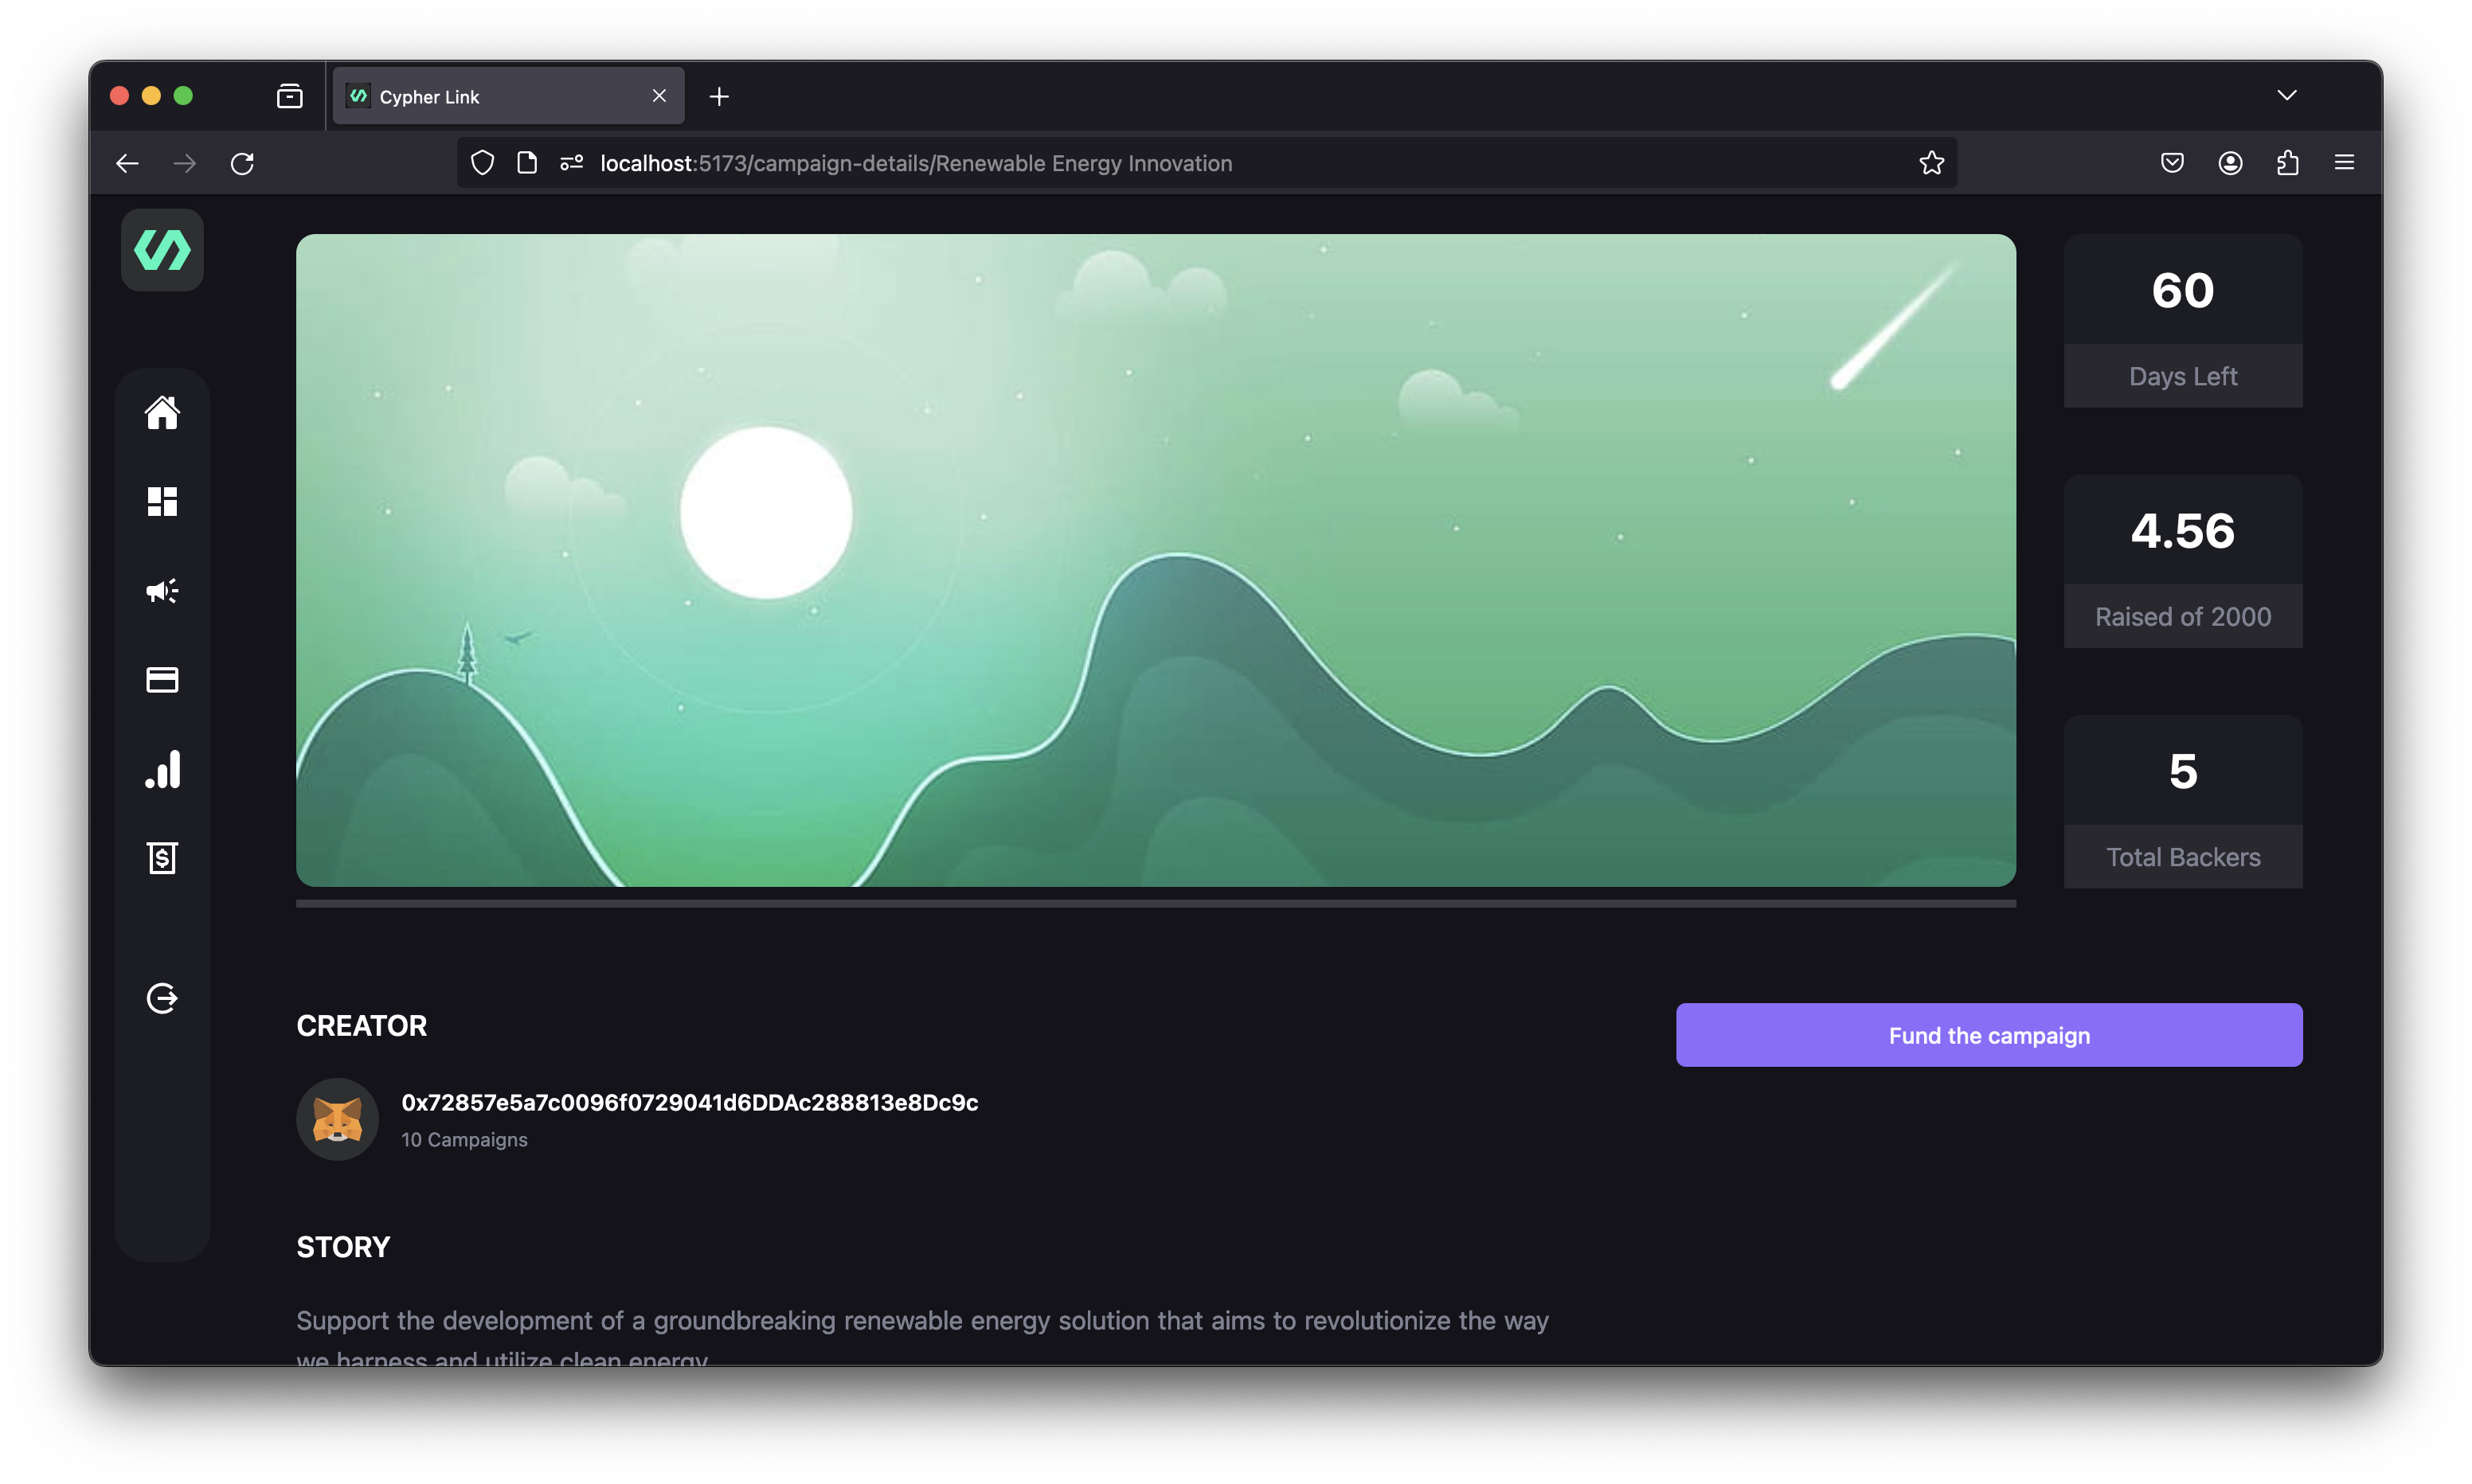 Cypher Link
localhost:5173/campaign-details/Renewable Energy Innovation
60
Days Left
4.56
Raised of 2000
5
Total Backers
CREATOR
Fund the campaign
0x72857e5a7c0096f0729041d6DDAc288813e8Dc9c
10 Campaigns
STORY
Support the development of a groundbreaking renewable energy solution that aims to revolutionize the way
we harness and utilize clean energy